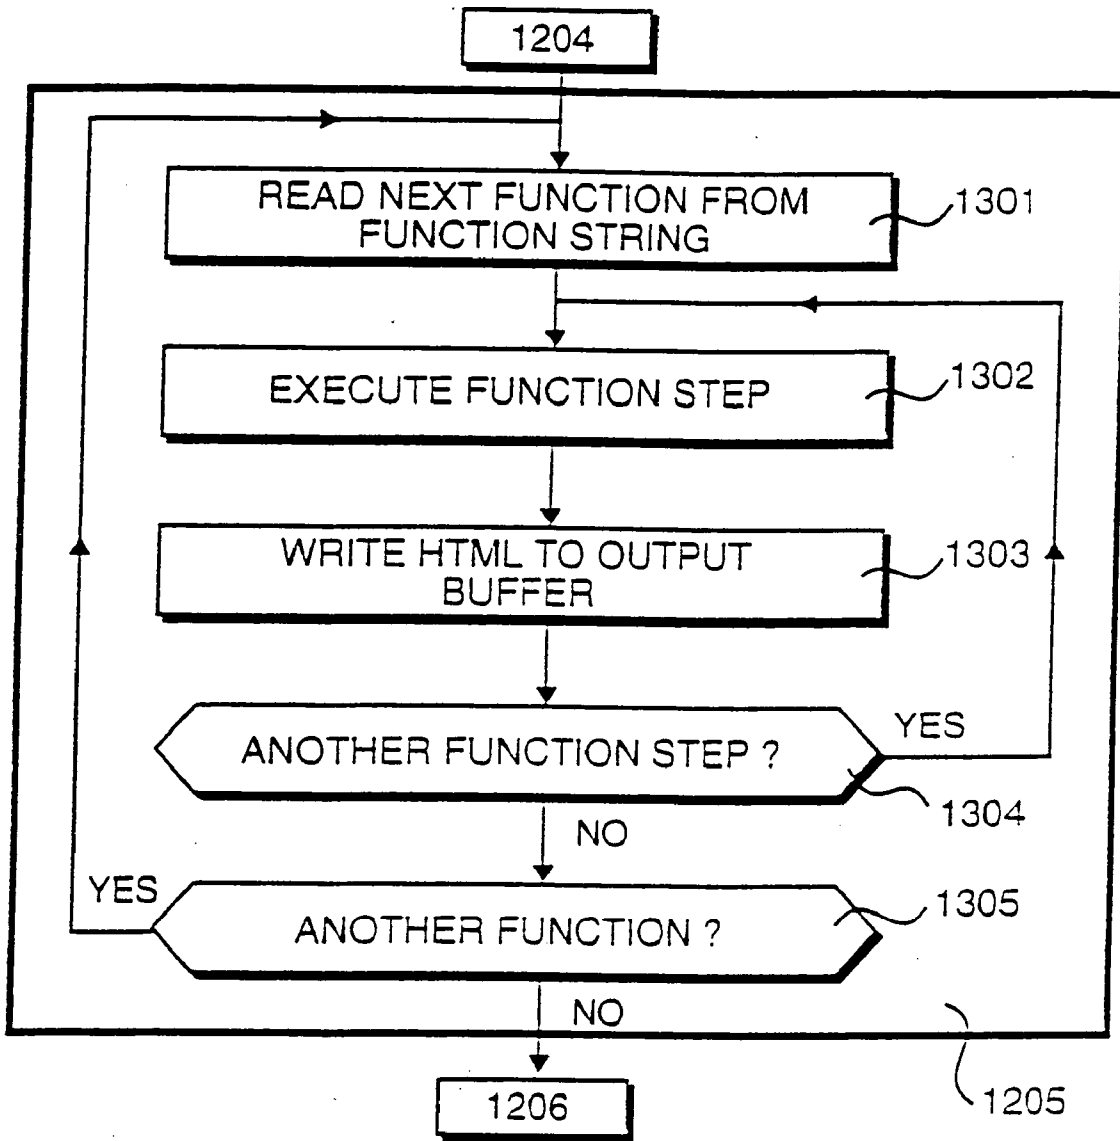 1204
READ NEXT FUNCTION FROM
FUNCTION STRING
1301
EXECUTE FUNCTION STEP
1302
WRITE HTML TO OUTPUT
BUFFER
1303
ANOTHER FUNCTION STEP ?
YES
1304
NO
YES
ANOTHER FUNCTION ?
1305
NO
1205
1206